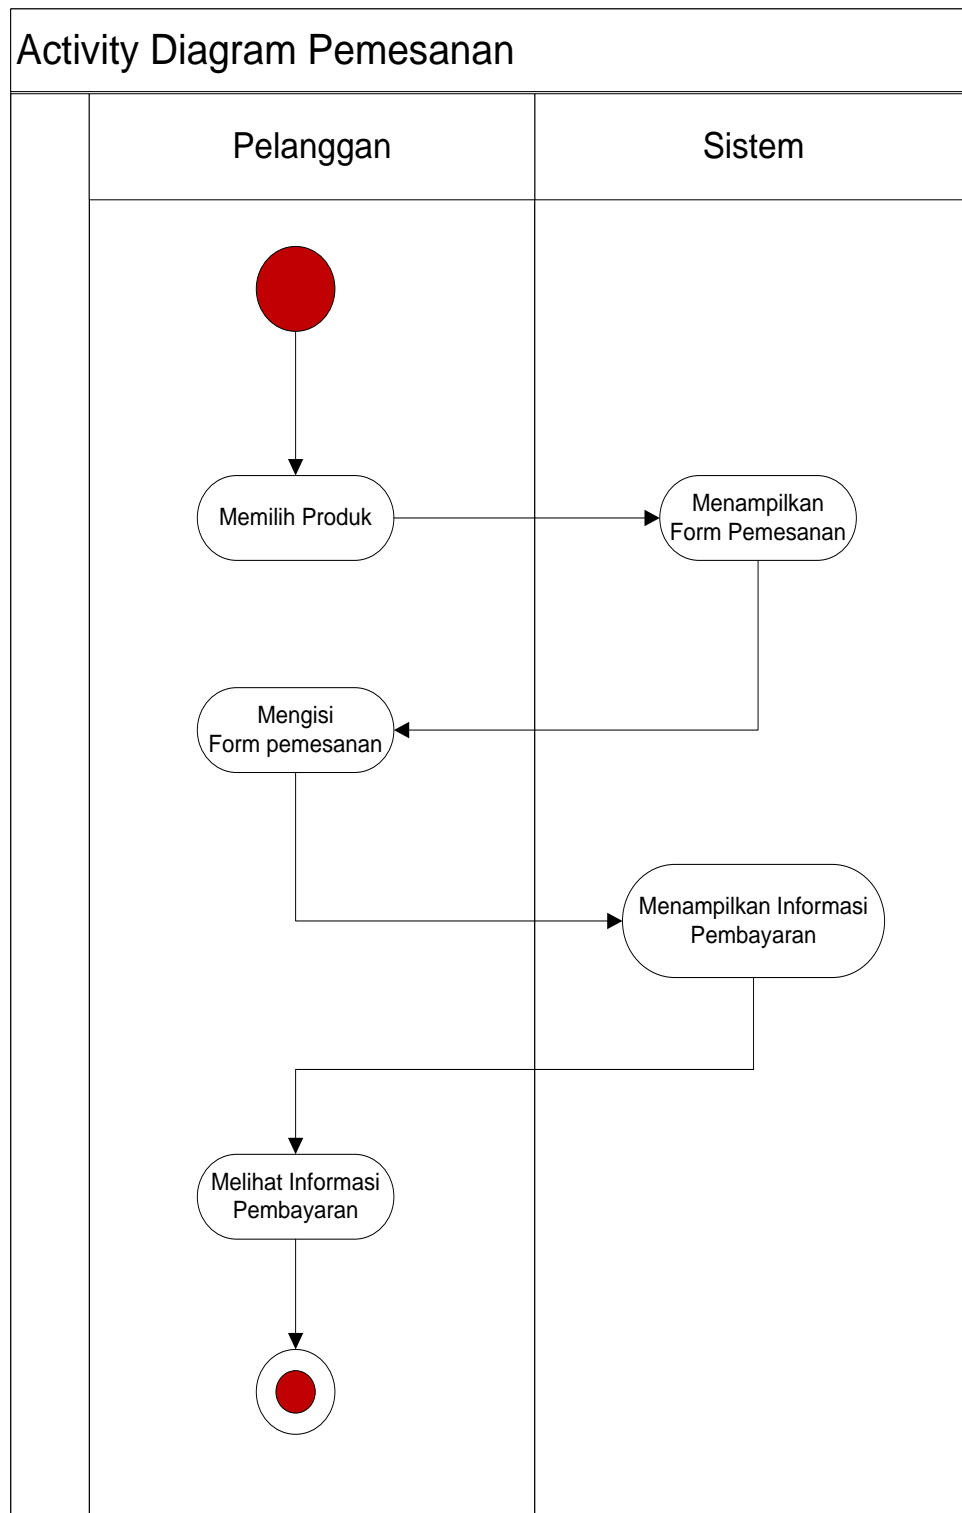 Activity Diagram Pemesanan
Pelanggan
Sistem
Memilih Produk
Menampilkan
Form Pemesanan
Mengisi
Form pemesanan
Menampilkan Informasi
Pembayaran
Melihat Informasi
Pembayaran